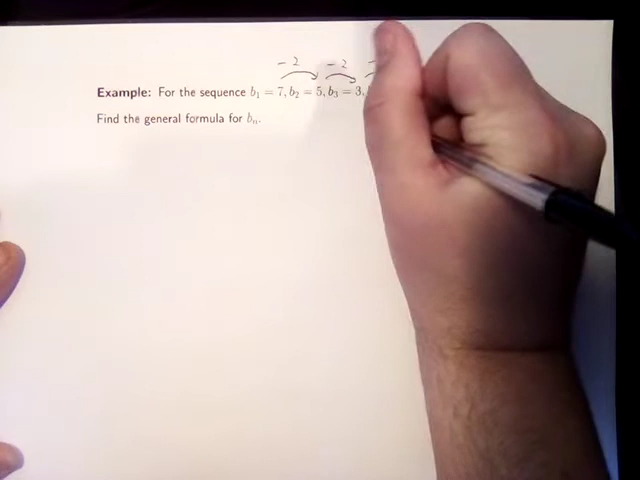 - 2 - 2 -
Example: For the sequence b₁ = 7, b₂ = 5, b₃ = 3,
Find the general formula for bₙ.